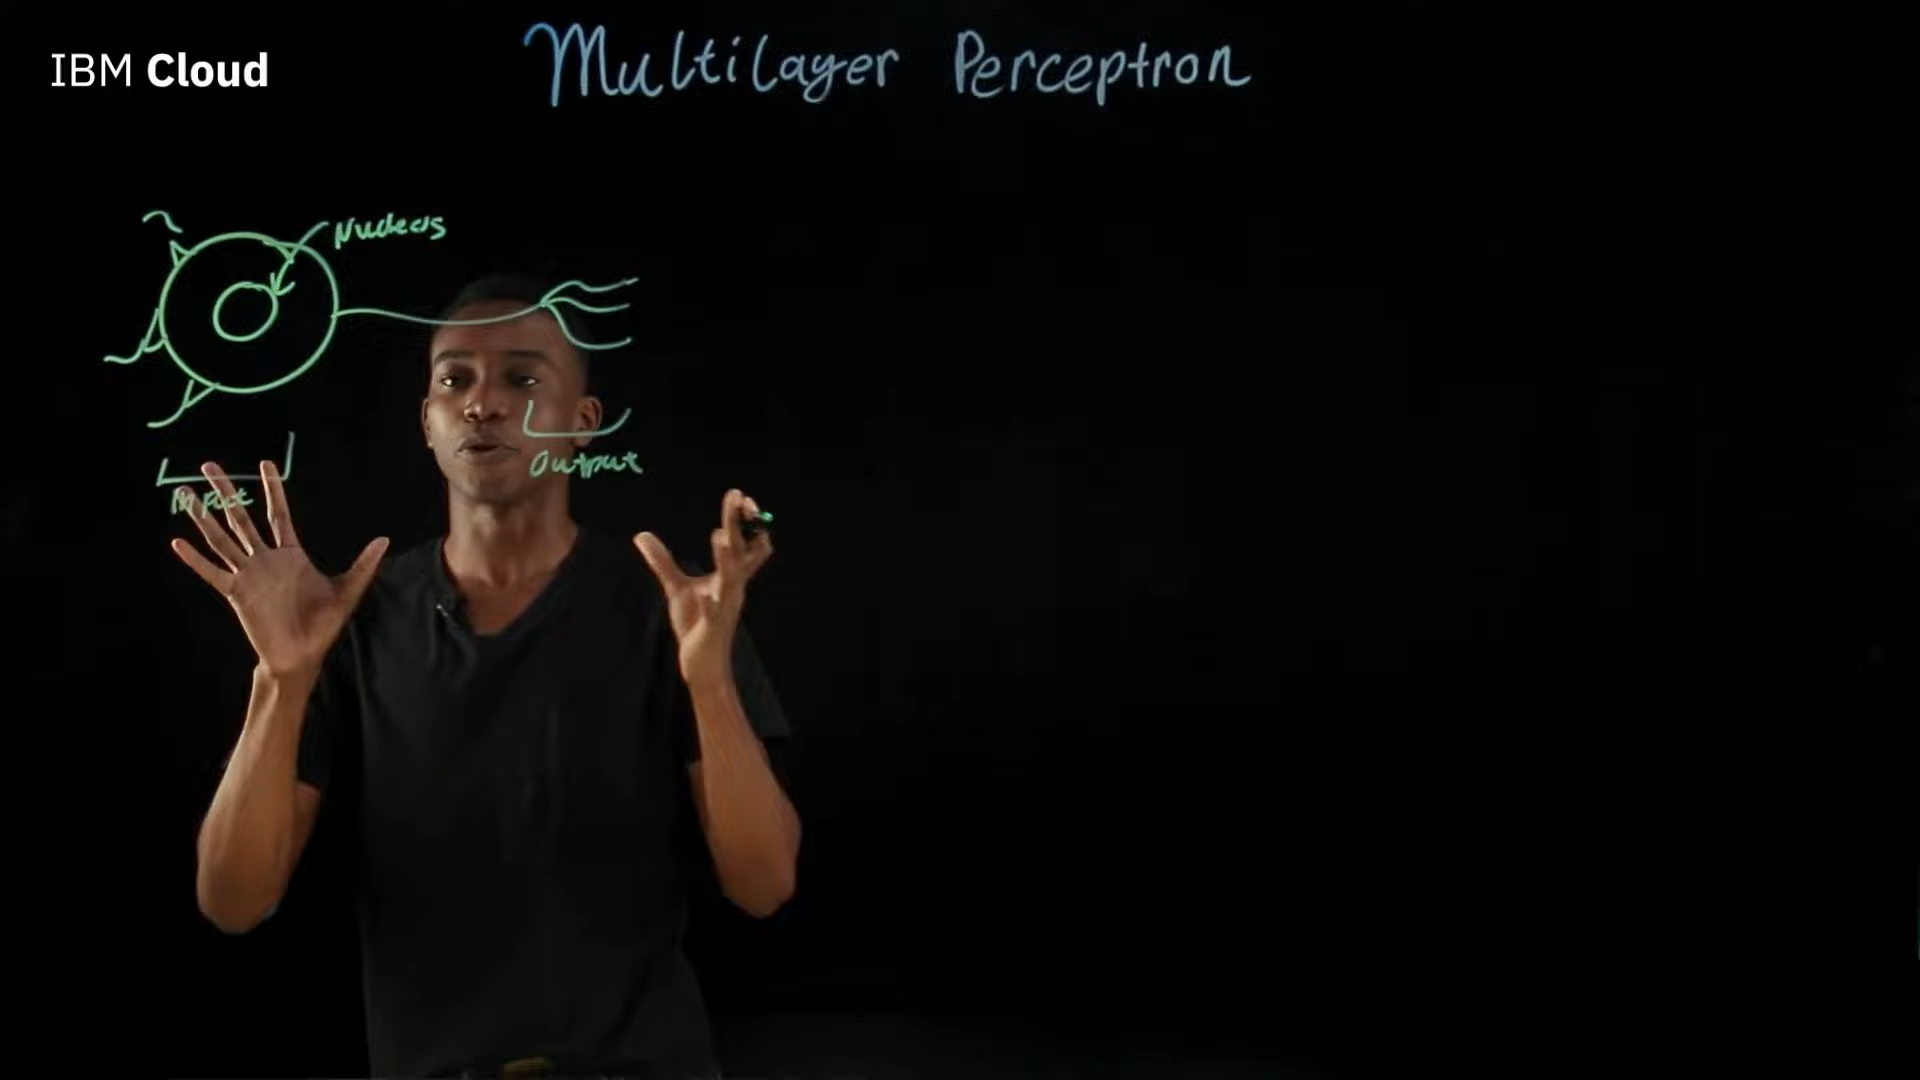 IBM Cloud
Multilayer Perceptron
Nucleus
Output
Input